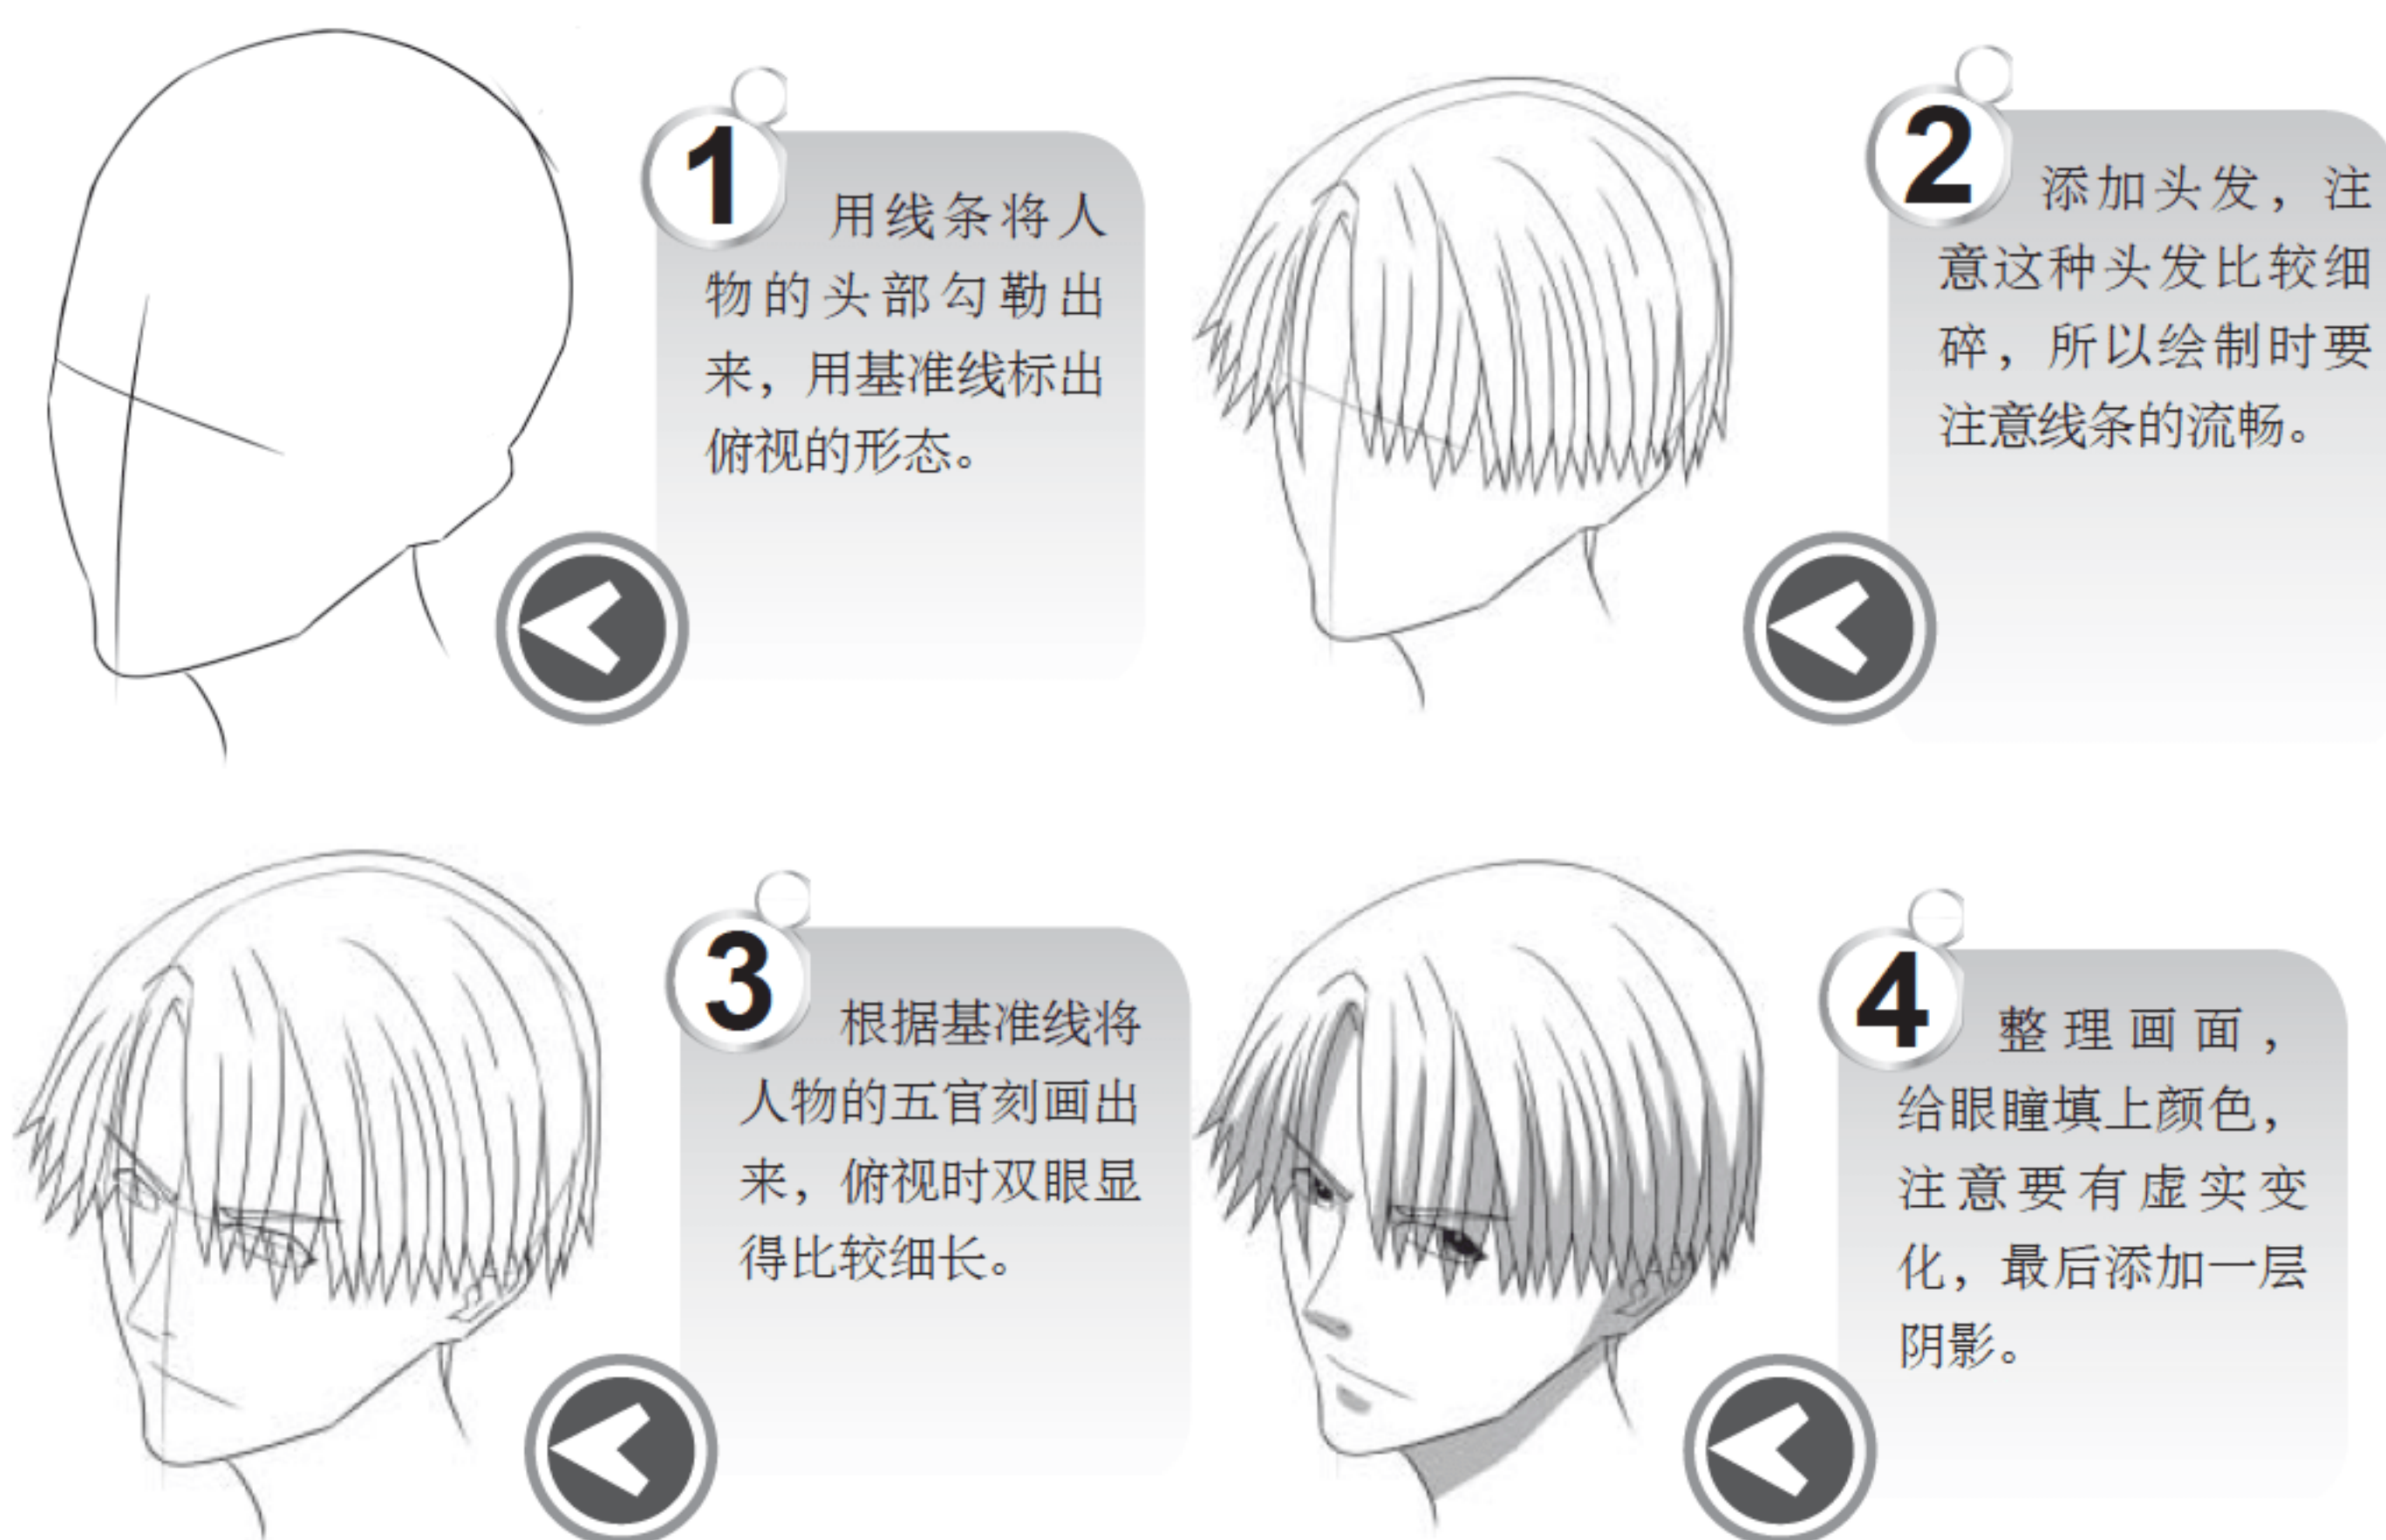 1
用线条将人
物的头部勾勒出
来，用基准线标出
俯视的形态。
2
添加头发，注
意这种头发比较细
碎，所以绘制时要
注意线条的流畅。
3
根据基准线将
人物的五官刻画出
来，俯视时双眼显
得比较细长。
4
整理画面，
给眼瞳填上颜色，
注意要有虚实变
化，最后添加一层
阴影。